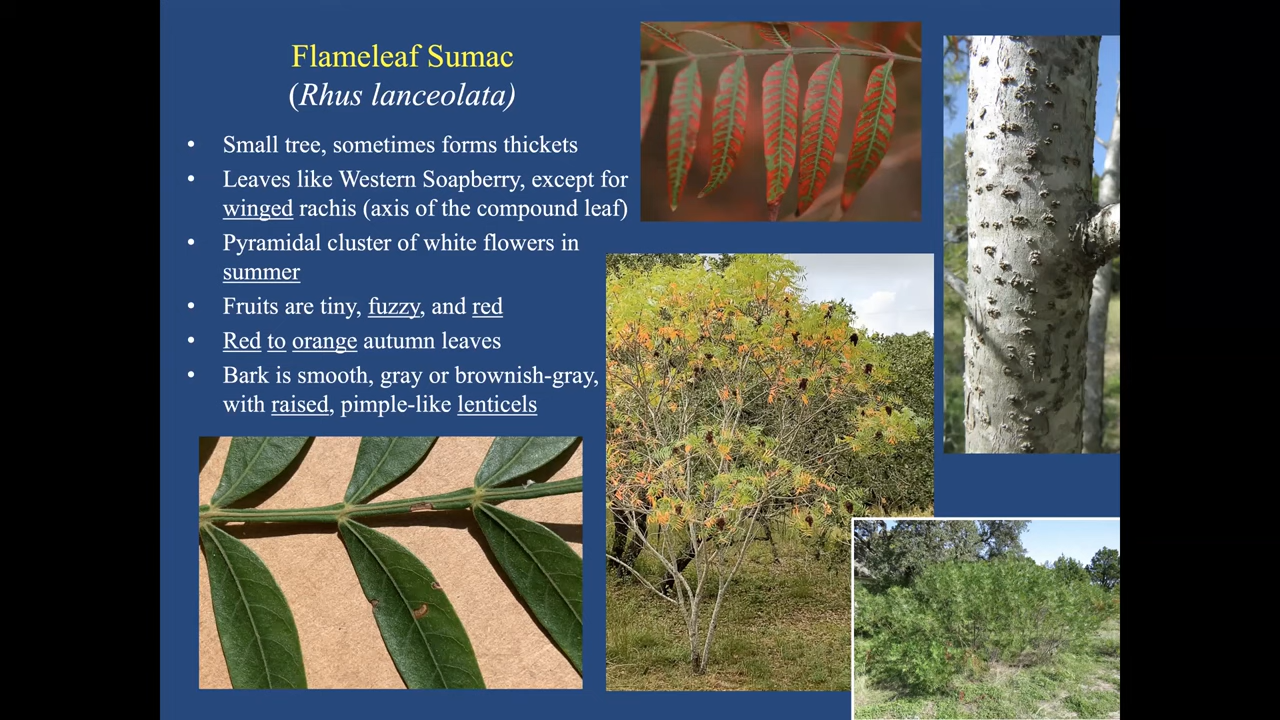 Flameleaf Sumac
(Rhus lanceolata)
• Small tree, sometimes forms thickets
• Leaves like Western Soapberry, except for
winged rachis (axis of the compound leaf)
• Pyramidal cluster of white flowers in
summer
• Fruits are tiny, fuzzy, and red
• Red to orange autumn leaves
• Bark is smooth, gray or brownish-gray,
with raised, pimple-like lenticels